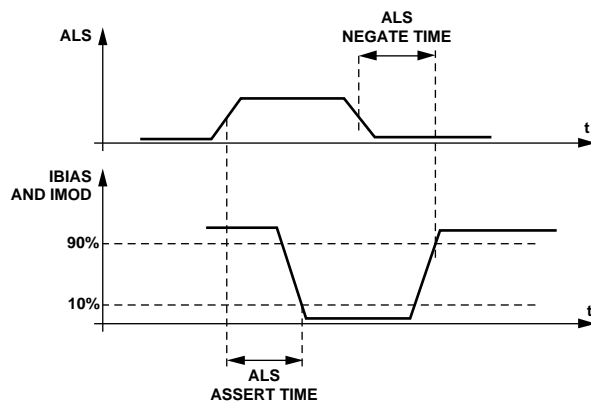 ALS
NEGATE TIME
ALS
t
IBIAS
AND IMOD
90%
10%
t
ALS
ASSERT TIME